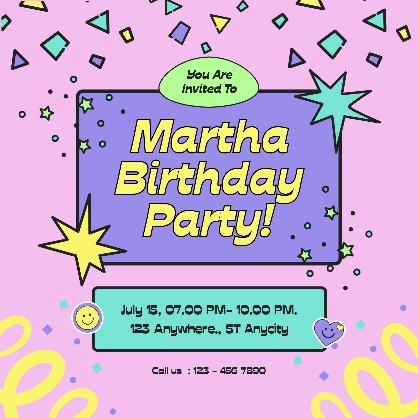 You Are
Invited To
Martha
Birthday
Party!
July 15, 07.00 PM- 10.00 PM.
123 Anywhere., ST Anycity
Call us : 123 - 456 7890